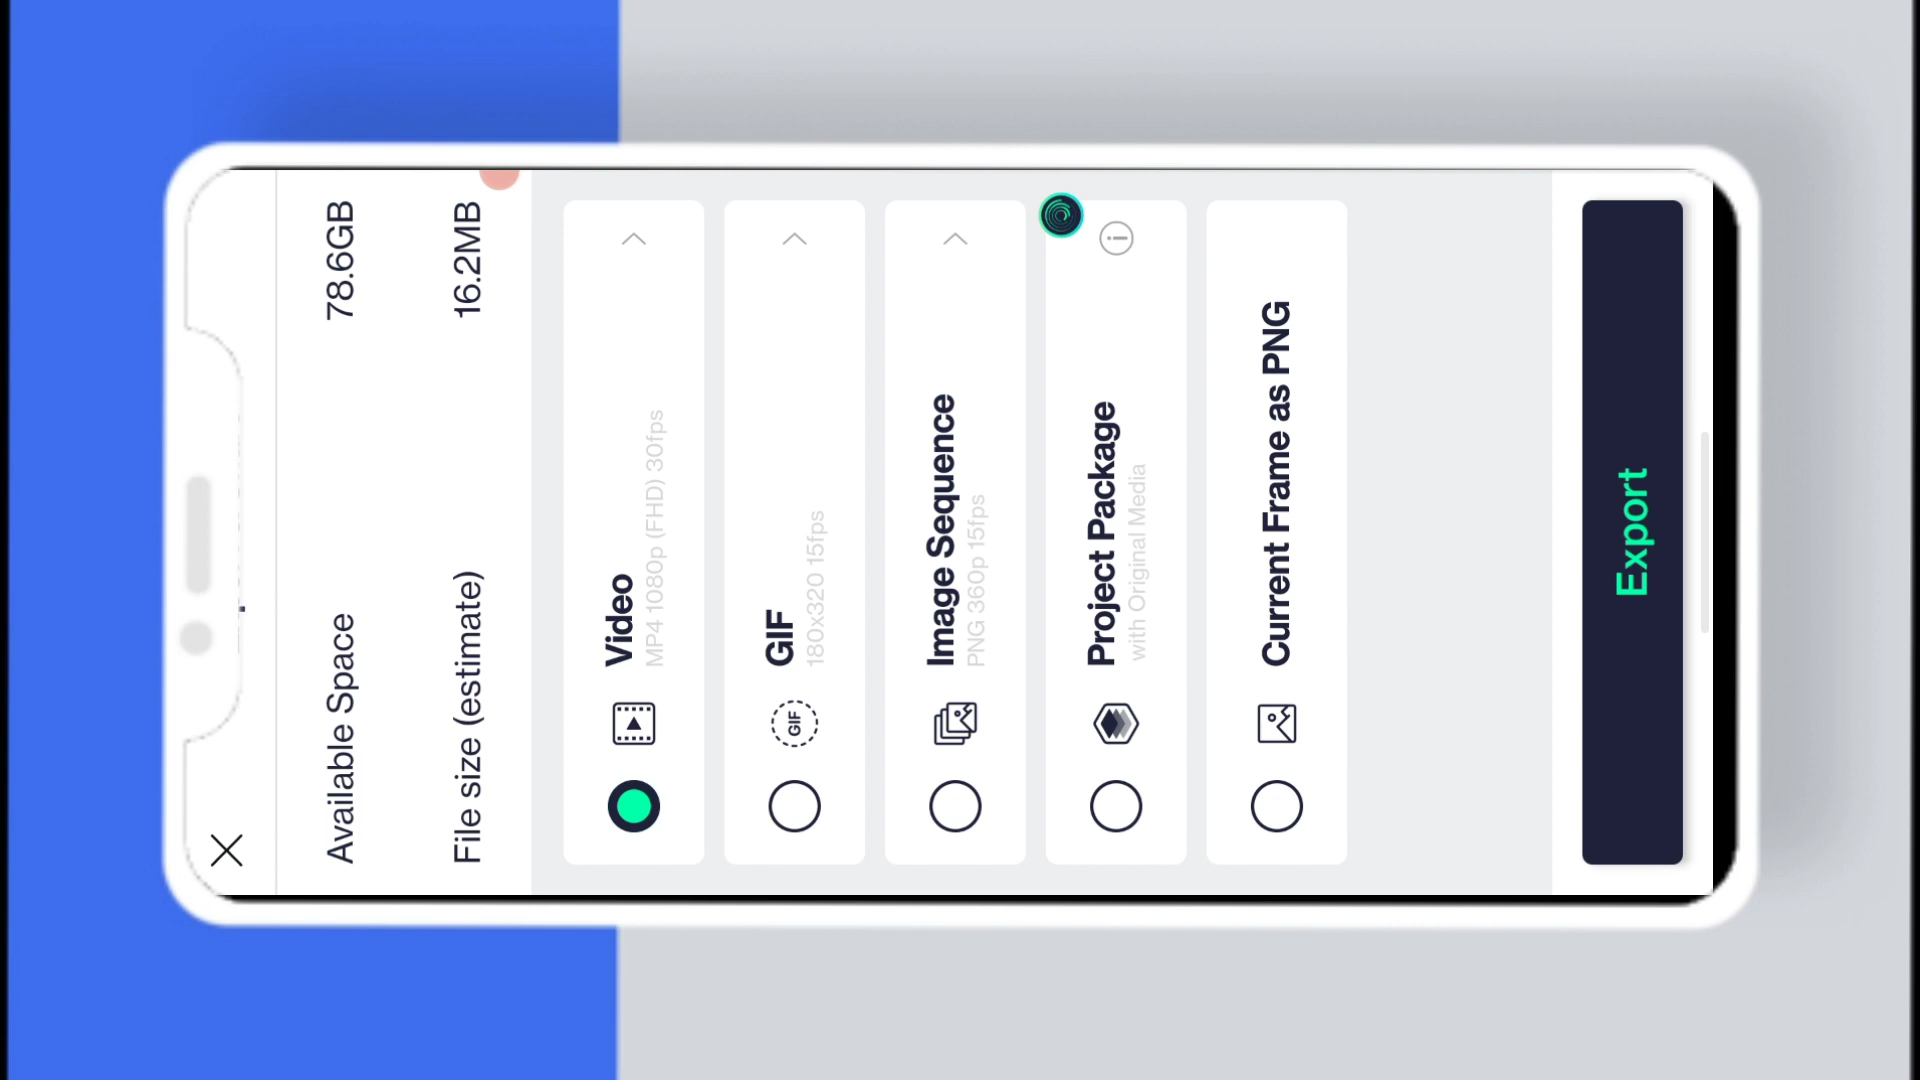 Available Space 78.6GB
File size (estimate) 16.2MB
Video
MP4 1080p (FHD) 30fps
GIF
GIF
180x320 15fps
Image Sequence
PNG 360p 15fps
Project Package
with Original Media
Current Frame as PNG
Export